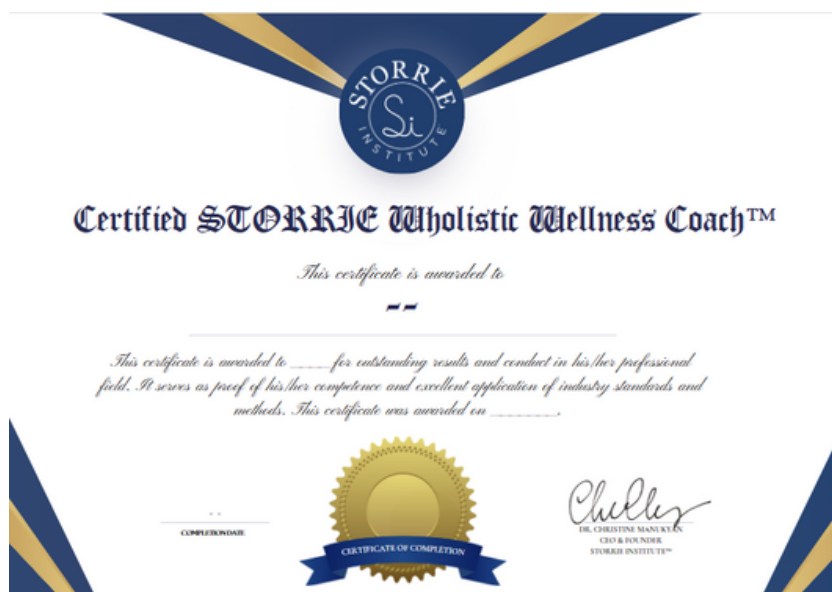 STORRIE
Si
INSTITUTE
Certified STORRIE Wholistic Wellness Coach™
This certificate is awarded to
--
This certificate is awarded to ____ for outstanding results and conduct in his/her professional
field. It serves as proof of his/her competence and excellent application of industry standards and
methods. This certificate was awarded on _______.
- -
COMPLETION DATE
CERTIFICATE OF COMPLETION
DR. CHRISTINE MANUKYAN
CEO & FOUNDER
STORRIE INSTITUTE™